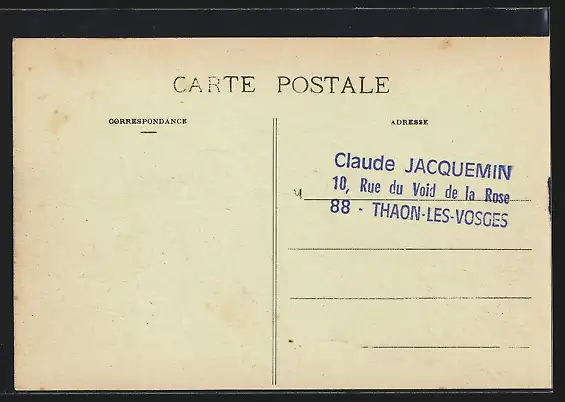 CARTE POSTALE
CORRESPONDANCE
ADRESSE
Claude JACQUEMIN
10, Rue du Void de la Rose
88 - THAON-LES-VOSGES